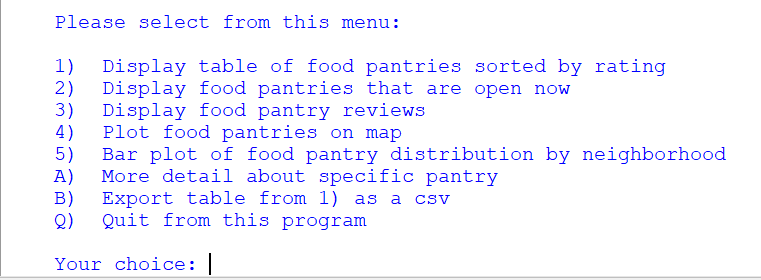 Please select from this menu:
1) Display table of food pantries sorted by rating
2) Display food pantries that are open now
3) Display food pantry reviews
4) Plot food pantries on map
5) Bar plot of food pantry distribution by neighborhood
A) More detail about specific pantry
B) Export table from 1) as a csv
Q) Quit from this program
Your choice: